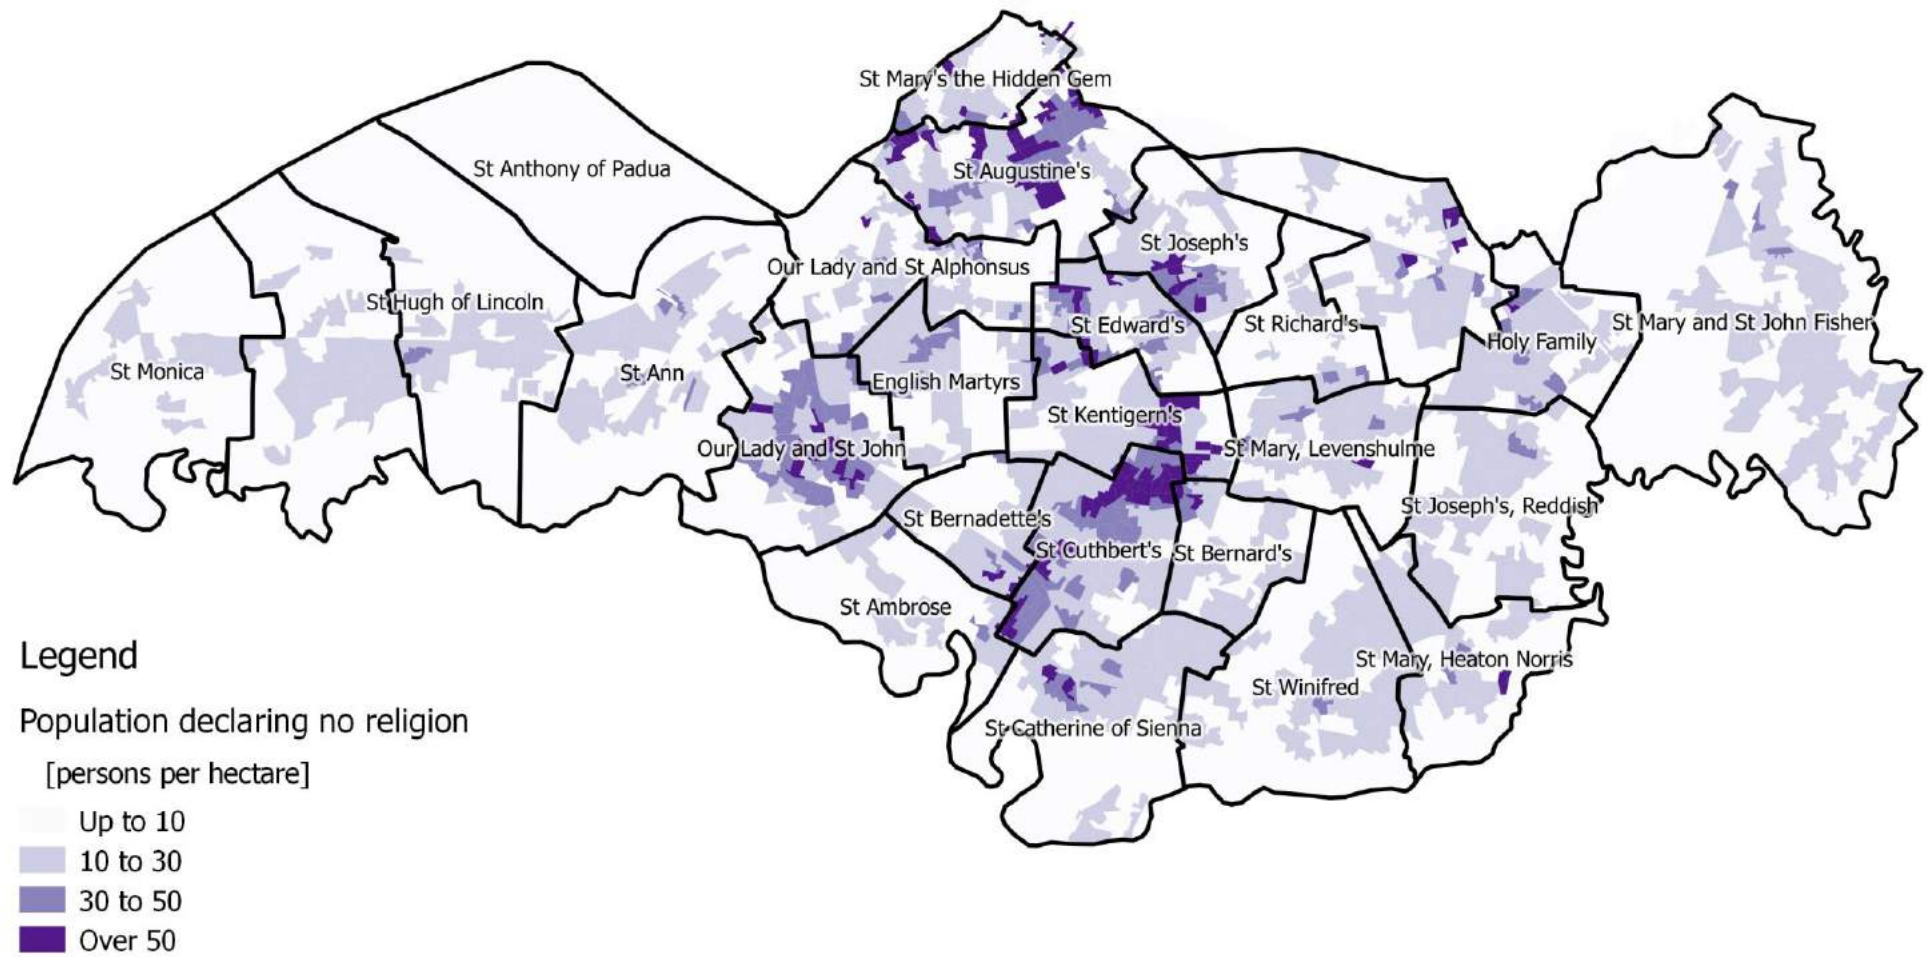 St Mary's the Hidden Gem
St Anthony of Padua
St Augustine's
St Joseph's
Our Lady and St Alphonsus
St Hugh of Lincoln
St Edward's
St Richard's
St Mary and St John Fisher
Holy Family
St Monica
St Ann
English Martyrs
St Kentigern's
Our Lady and St John
St Mary, Levenshulme
St Joseph's, Reddish
St Bernadette's
St Cuthbert's
St Bernard's
St Ambrose
St Mary, Heaton Norris
St Winifred
St Catherine of Sienna
Legend
Population declaring no religion
[persons per hectare]
Up to 10
10 to 30
30 to 50
Over 50